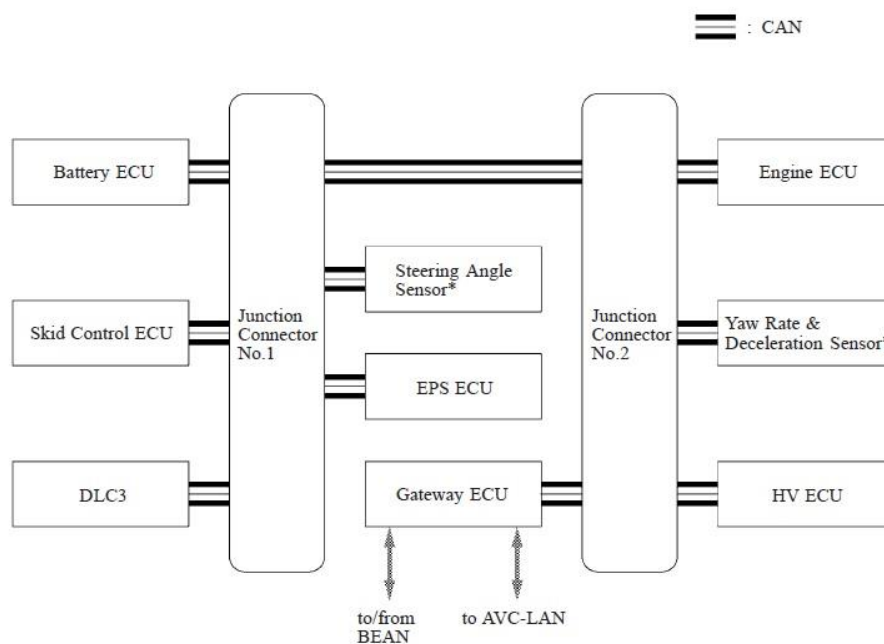 : CAN
Battery ECU
Engine ECU
Steering Angle
Sensor*
Skid Control ECU
Junction
Connector
No.1
Junction
Connector
No.2
Yaw Rate &
Deceleration Sensor*
EPS ECU
DLC3
Gateway ECU
HV ECU
to/from
BEAN
to AVC-LAN